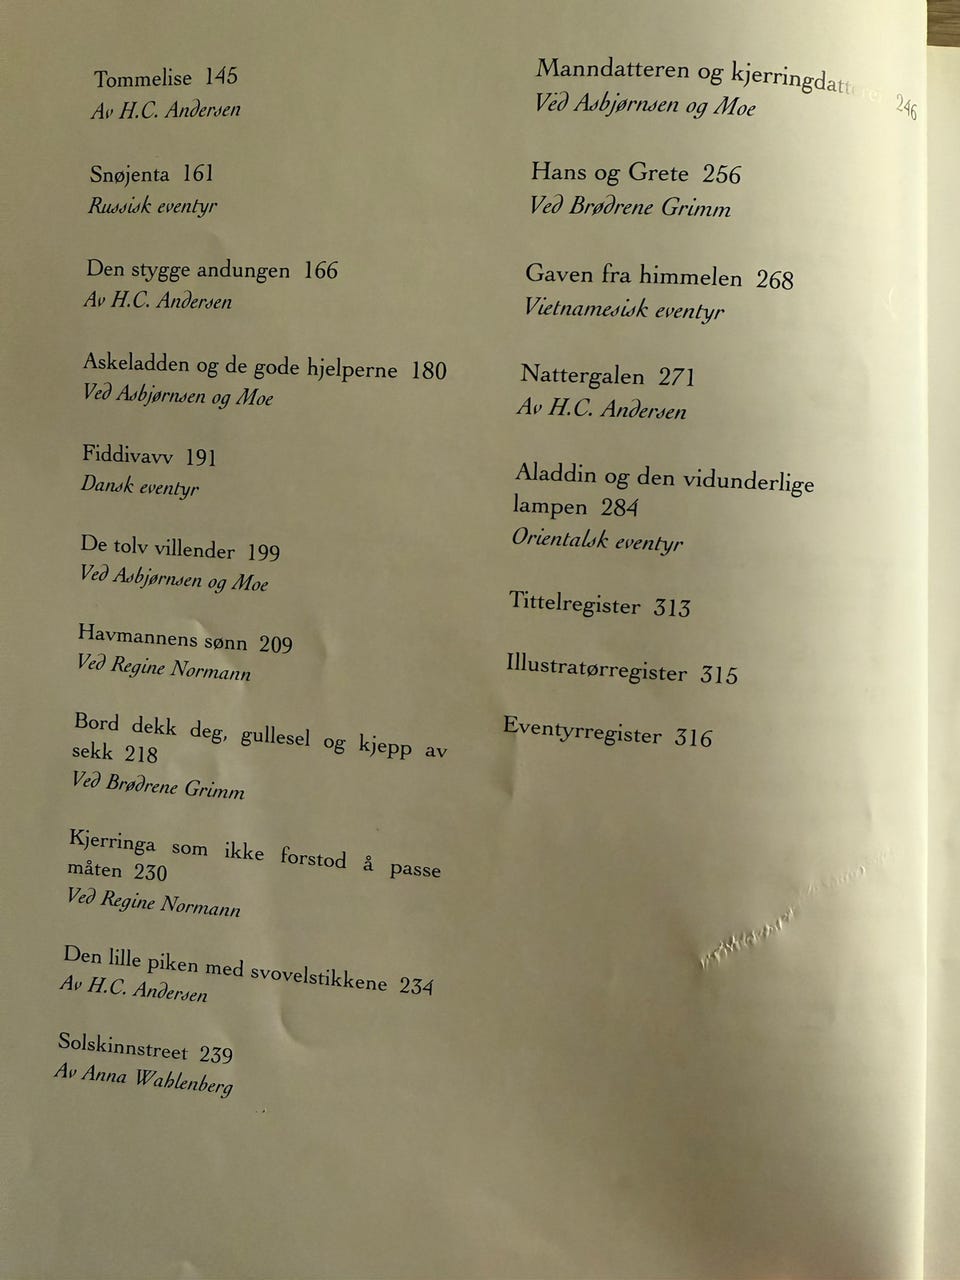 Tommelise 145
Av H.C. Andersen
Snøjenta 161
Russisk eventyr
Den stygge andungen 166
Av H.C. Andersen
Askeladden og de gode hjelperne 180
Ved Asbjørnsen og Moe
Fiddivavv 191
Dansk eventyr
De tolv villender 199
Ved Asbjørnsen og Moe
Havmannens sønn 209
Ved Regine Normann
Bord dekk deg, gullesel og kjepp av
sekk 218
Ved Brødrene Grimm
Kjerringa som ikke forstod å passe
måten 230
Ved Regine Normann
Den lille piken med svovelstikkene 234
Av H.C. Andersen
Solskinnstreet 239
Av Anna Wahlenberg
Manndatteren og kjerringdatteren 246
Ved Asbjørnsen og Moe
Hans og Grete 256
Ved Brødrene Grimm
Gaven fra himmelen 268
Vietnamesisk eventyr
Nattergalen 271
Av H.C. Andersen
Aladdin og den vidunderlige
lampen 284
Orientalsk eventyr
Tittelregister 313
Illustratørregister 315
Eventyrregister 316